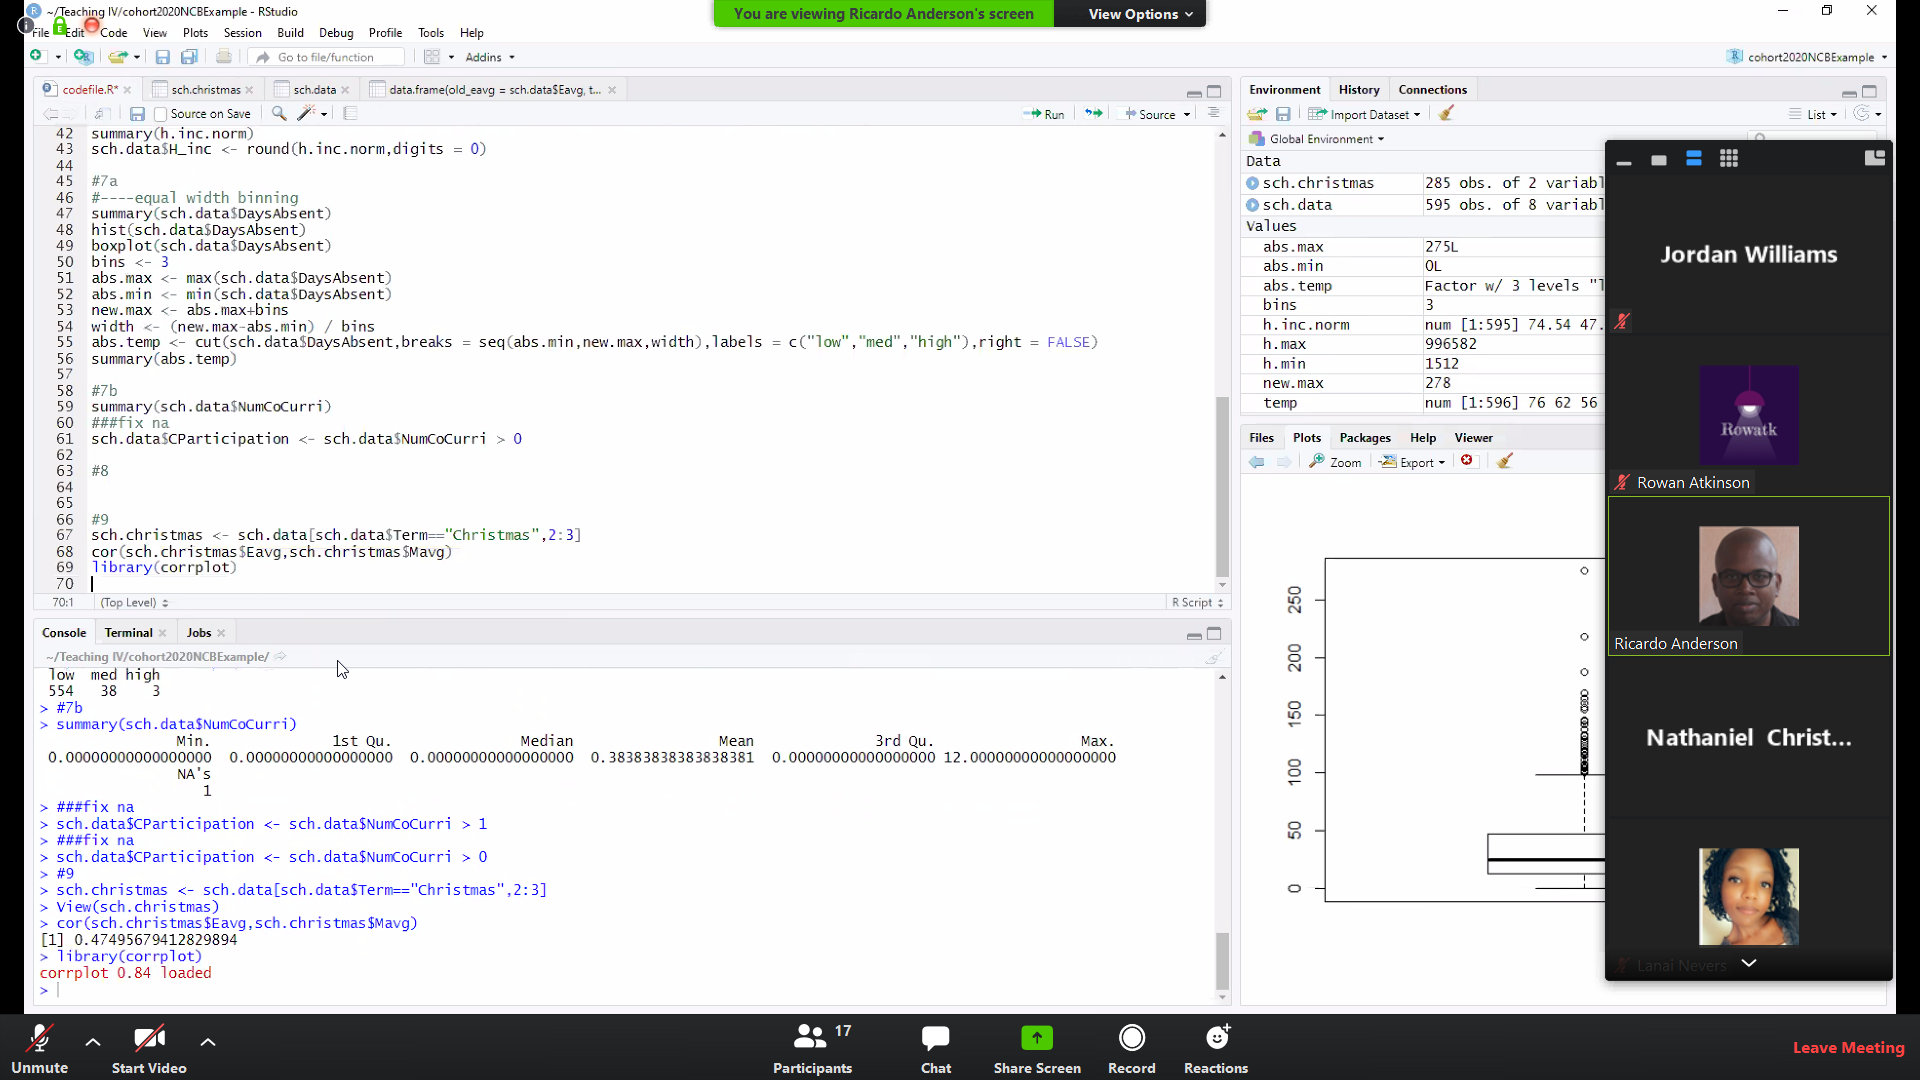 ~/Teaching IV/cohort2020NCBExample - RStudio
You are viewing Ricardo Anderson's screen
View Options
File Edit Code View Plots Session Build Debug Profile Tools Help
Go to file/function
Addins
cohort2020NCBExample
codefile.R*
sch.christmas
sch.data
data.frame(old_eavg = sch.data$Eavg, t...
Source on Save
Run
Source
42 summary(h.inc.norm)
43 sch.data$H_inc <- round(h.inc.norm,digits = 0)
44
45 #7a
46 #----equal width binning
47 summary(sch.data$DaysAbsent)
48 hist(sch.data$DaysAbsent)
49 boxplot(sch.data$DaysAbsent)
50 bins <- 3
51 abs.max <- max(sch.data$DaysAbsent)
52 abs.min <- min(sch.data$DaysAbsent)
53 new.max <- abs.max+bins
54 width <- (new.max-abs.min) / bins
55 abs.temp <- cut(sch.data$DaysAbsent,breaks = seq(abs.min,new.max,width),labels = c("low","med","high"),right = FALSE)
56 summary(abs.temp)
57
58 #7b
59 summary(sch.data$NumCoCurri)
60 ###fix na
61 sch.data$CParticipation <- sch.data$NumCoCurri > 0
62
63 #8
64
65
66 #9
67 sch.christmas <- sch.data[sch.data$Term=="Christmas",2:3]
68 cor(sch.christmas$Eavg,sch.christmas$Mavg)
69 library(corrplot)
70
70:1 (Top Level) R Script
Console Terminal Jobs
~/Teaching IV/cohort2020NCBExample/
low med high
554 38 3
> #7b
> summary(sch.data$NumCoCurri)
Min. 1st Qu. Median Mean 3rd Qu. Max.
0.00000000000000000 0.00000000000000000 0.00000000000000000 0.38383838383838381 0.00000000000000000 12.00000000000000000
NA's
1
> ###fix na
> sch.data$CParticipation <- sch.data$NumCoCurri > 1
> ###fix na
> sch.data$CParticipation <- sch.data$NumCoCurri > 0
> #9
> sch.christmas <- sch.data[sch.data$Term=="Christmas",2:3]
> View(sch.christmas)
> cor(sch.christmas$Eavg,sch.christmas$Mavg)
[1] 0.47495679412829894
> library(corrplot)
corrplot 0.84 loaded
>
Environment History Connections
Import Dataset
List
Global Environment
Data
sch.christmas 285 obs. of 2 variabl
sch.data 595 obs. of 8 variabl
Values
abs.max 275L
abs.min 0L
abs.temp Factor w/ 3 levels "l
bins 3
h.inc.norm num [1:595] 74.54 47.
h.max 996582
h.min 1512
new.max 278
temp num [1:596] 76 62 56
Files Plots Packages Help Viewer
Zoom Export
250
200
150
100
50
0
Jordan Williams
Rowatk
Rowan Atkinson
Ricardo Anderson
Nathaniel Christ...
Lanai Nevers
Unmute
Start Video
17
Participants
Chat
Share Screen
Record
Reactions
Leave Meeting